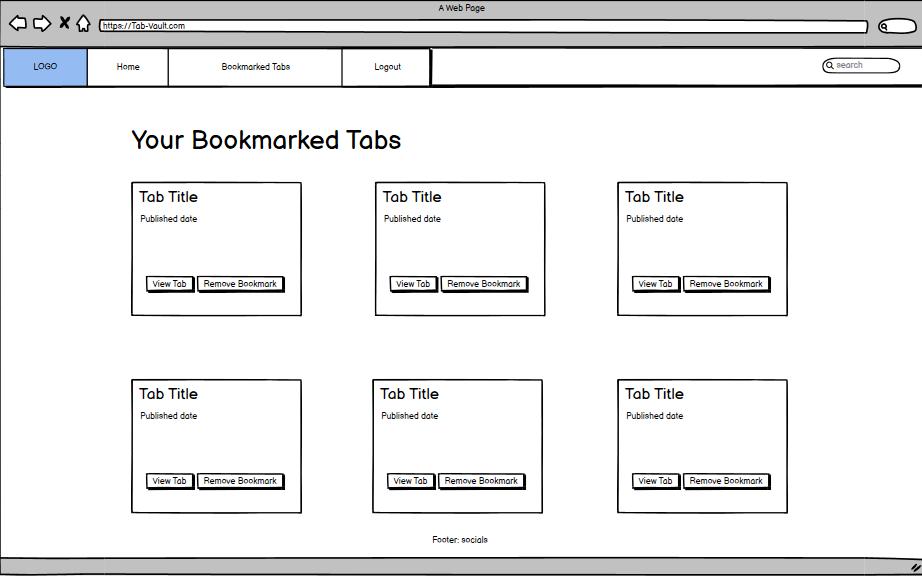 A Web Page
https://Tab-Vault.com
LOGO Home Bookmarked Tabs Logout search
Your Bookmarked Tabs
Tab Title Tab Title Tab Title
Published date Published date Published date
View Tab Remove Bookmark View Tab Remove Bookmark View Tab Remove Bookmark
Tab Title Tab Title Tab Title
Published date Published date Published date
View Tab Remove Bookmark View Tab Remove Bookmark View Tab Remove Bookmark
Footer: socials